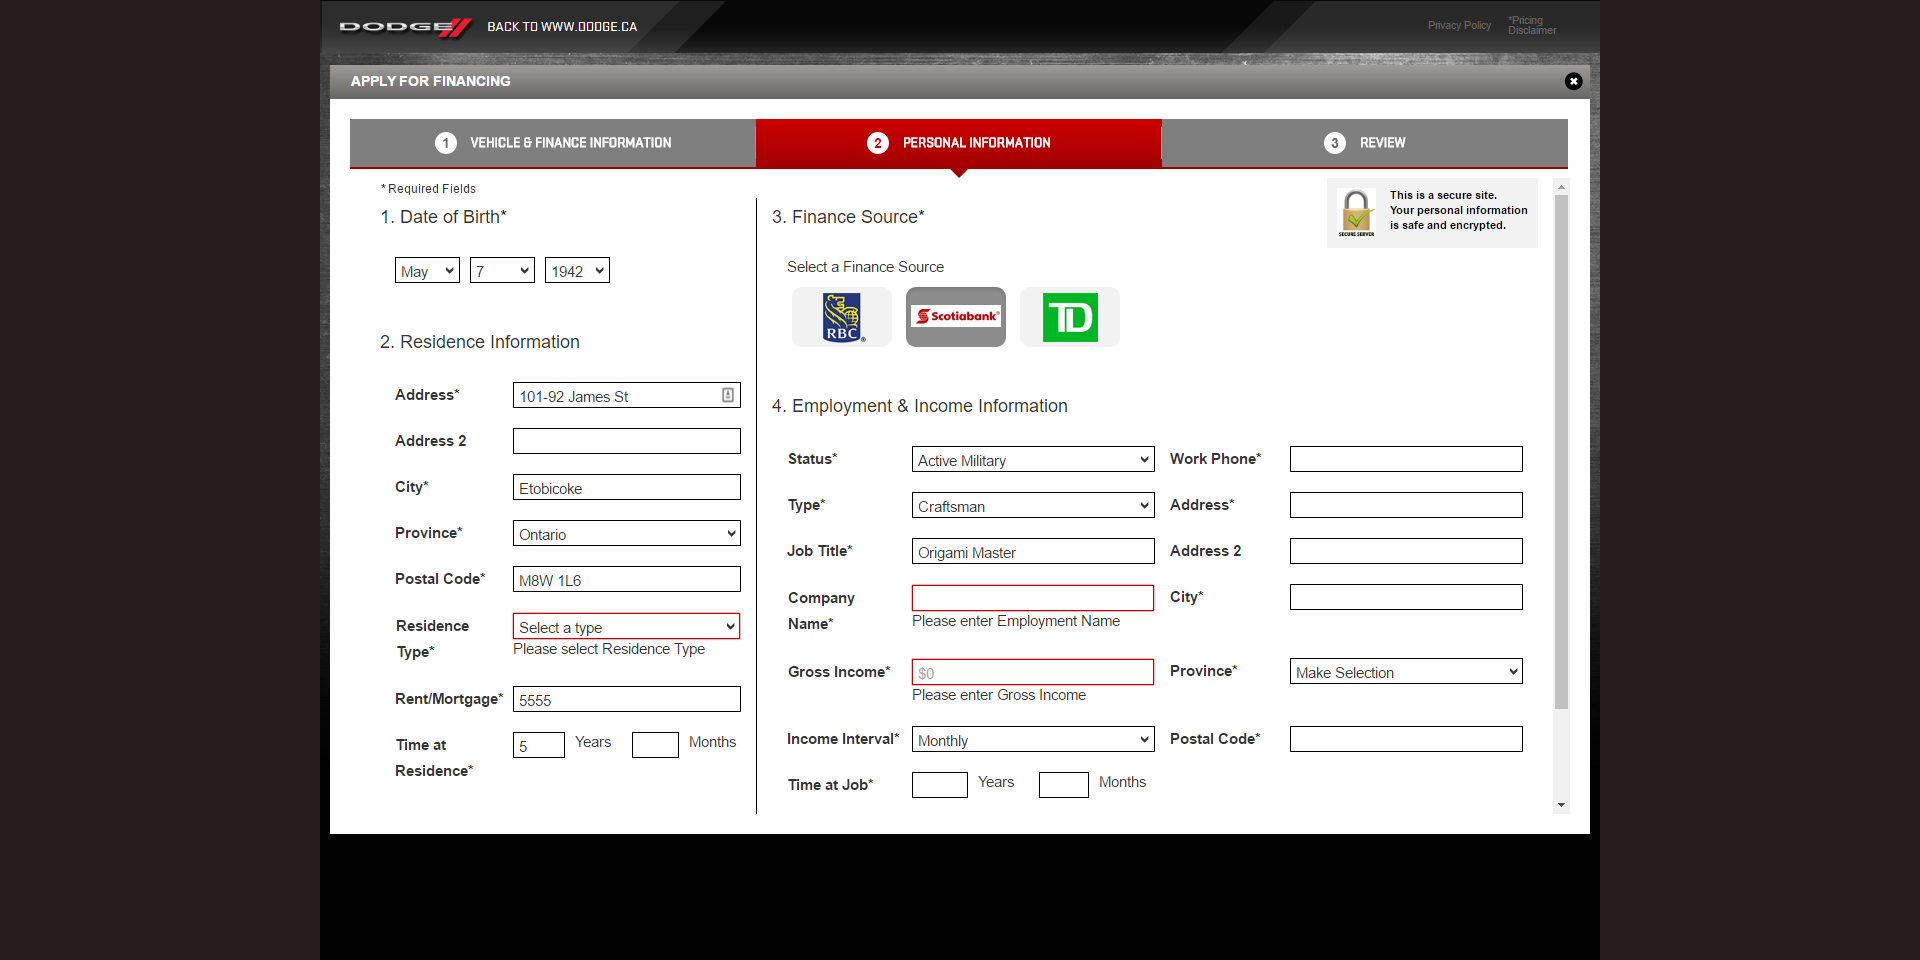 DODGE BACK TO WWW.DODGE.CA
Privacy Policy
*Pricing
Disclaimer
APPLY FOR FINANCING
1 VEHICLE & FINANCE INFORMATION
2 PERSONAL INFORMATION
3 REVIEW
* Required Fields
1. Date of Birth*
May 7 1942
2. Residence Information
Address* 101-92 James St
Address 2
City* Etobicoke
Province* Ontario
Postal Code* M8W 1L6
Residence
Type*
Select a type
Please select Residence Type
Rent/Mortgage* 5555
Time at
Residence*
5 Years Months
3. Finance Source*
This is a secure site.
Your personal information
is safe and encrypted.
SECURE SERVER
Select a Finance Source
RBC®
Scotiabank®
TD
4. Employment & Income Information
Status* Active Military
Work Phone*
Type* Craftsman
Address*
Job Title* Origami Master
Address 2
Company
Name*
Please enter Employment Name
City*
Gross Income* $0
Please enter Gross Income
Province* Make Selection
Income Interval* Monthly
Postal Code*
Time at Job* Years Months